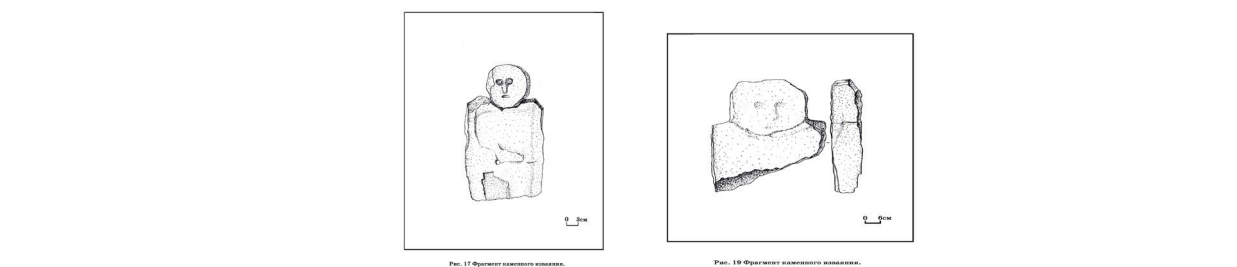 0 3см
Рис. 17 Фрагмент каменного изваяния.
0 6см
Рис. 19 Фрагмент каменного изваяния.